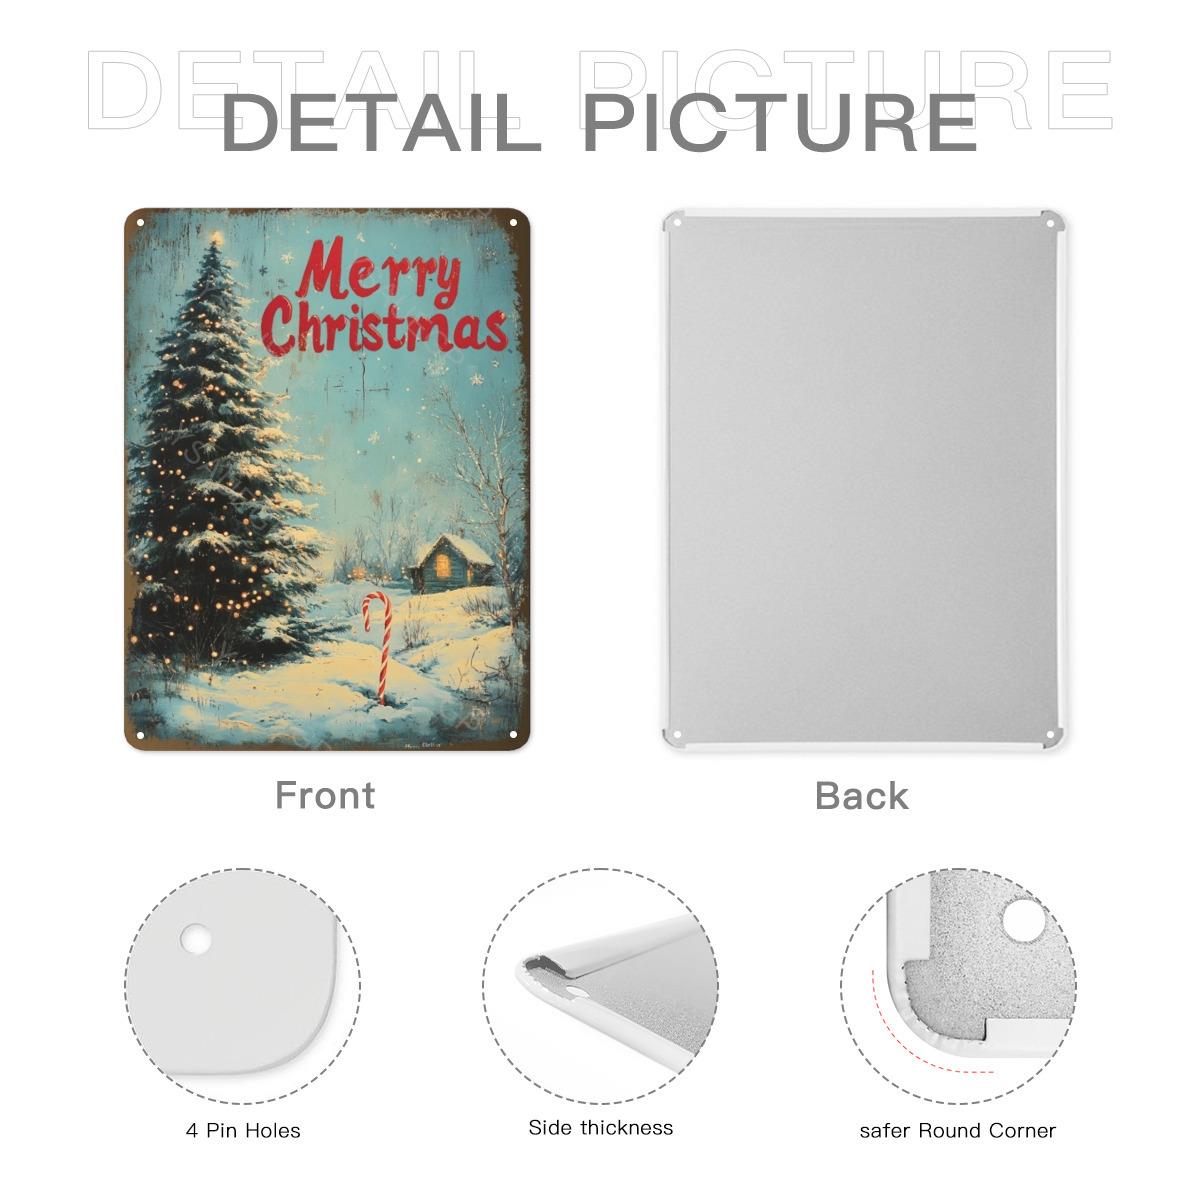 DETAIL PICTURE
DETAIL PICTURE
Merry
Christmas
Front
Back
4 Pin Holes
Side thickness
safer Round Corner